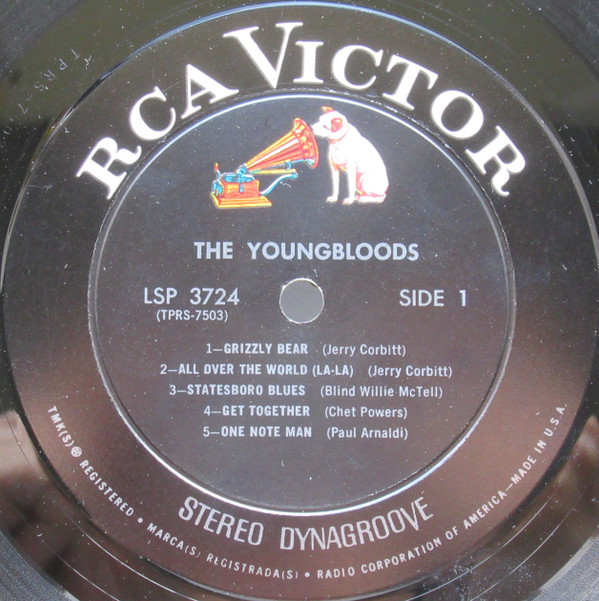 RCA VICTOR
THE YOUNGBLOODS
LSP 3724
(TPRS-7503)
SIDE 1
1—GRIZZLY BEAR (Jerry Corbitt)
2—ALL OVER THE WORLD (LA-LA) (Jerry Corbitt)
3—STATESBORO BLUES (Blind Willie McTell)
4—GET TOGETHER (Chet Powers)
5—ONE NOTE MAN (Paul Arnaldi)
STEREO DYNAGROOVE
TMK(S) ® REGISTERED • MARCA(S) REGISTRADA(S) • RADIO CORPORATION OF AMERICA—MADE IN U.S.A.